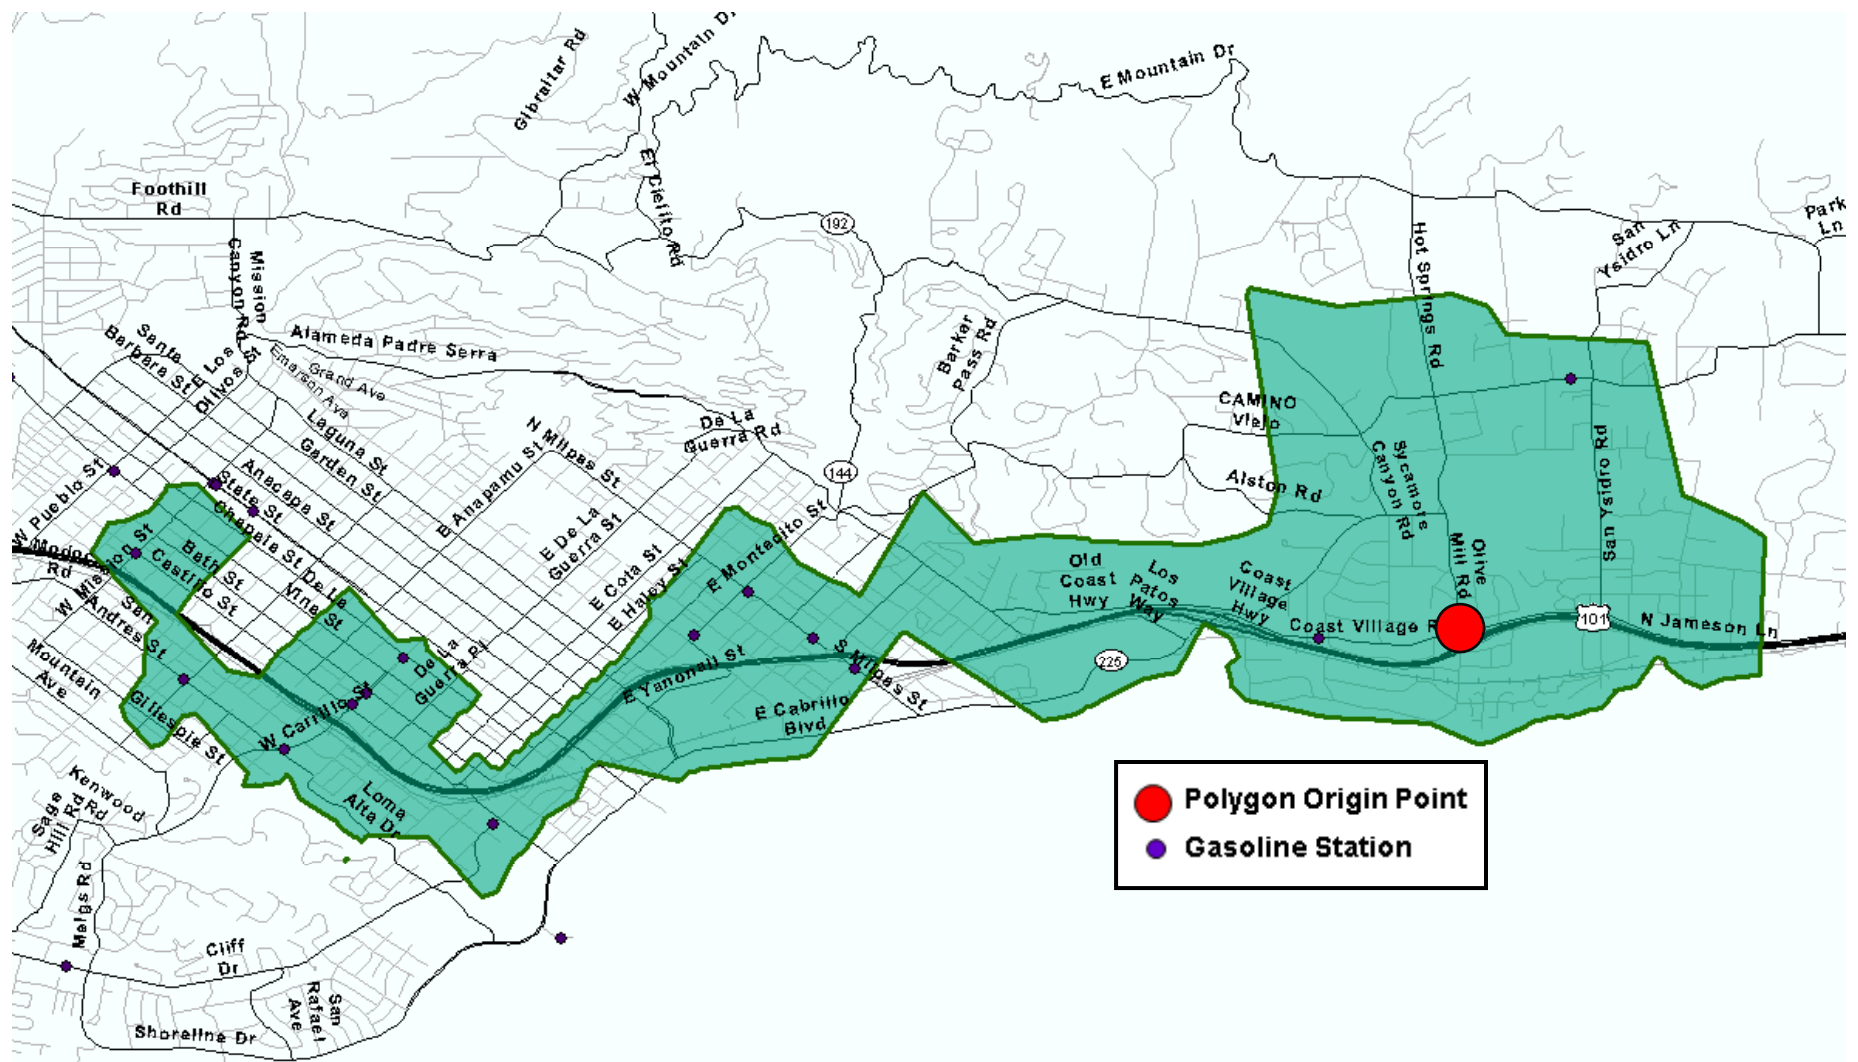 W Mountain Dr
Gibraltar Rd
E Mountain Dr
El Cielito Rd
Foothill
Rd
192
Park
Ln
San
Ysidro Ln
Mission
Canyon Rd
Hot Springs Rd
Santa
Barbara St
E Los
Olivos St
Alameda Padre Serra
Emerson Ave
Grand Ave
Barker
Pass Rd
CAMINO
Viejo
Laguna St
Garden St
N Milpas St
De La
Guerra Rd
144
Alston Rd
Sycamore
Canyon Rd
San Ysidro Rd
W Pueblo St
State St
Anacapa St
Chapala St
E Anapamu St
E De La
Guerra St
E Cota St
E Haley St
E Montecito St
Modoc
Rd
W Mission St
Castillo St
Bath St
De La
Vina St
San
Andres St
Old
Coast
Hwy
Los
Patos
Way
Coast
Village
Hwy
Olive
Mill Rd
Coast Village R
101
N Jameson Ln
225
Mountain
Ave
Gillespie St
W Carrillo St
De La
Guerra Pl
E Yanonali St
S Milpas St
E Cabrillo
Blvd
Loma
Alta Dr
Kenwood
Rd
Sage
Hill Rd
Meigs Rd
Cliff
Dr
San
Rafael
Ave
Shoreline Dr
Polygon Origin Point
Gasoline Station